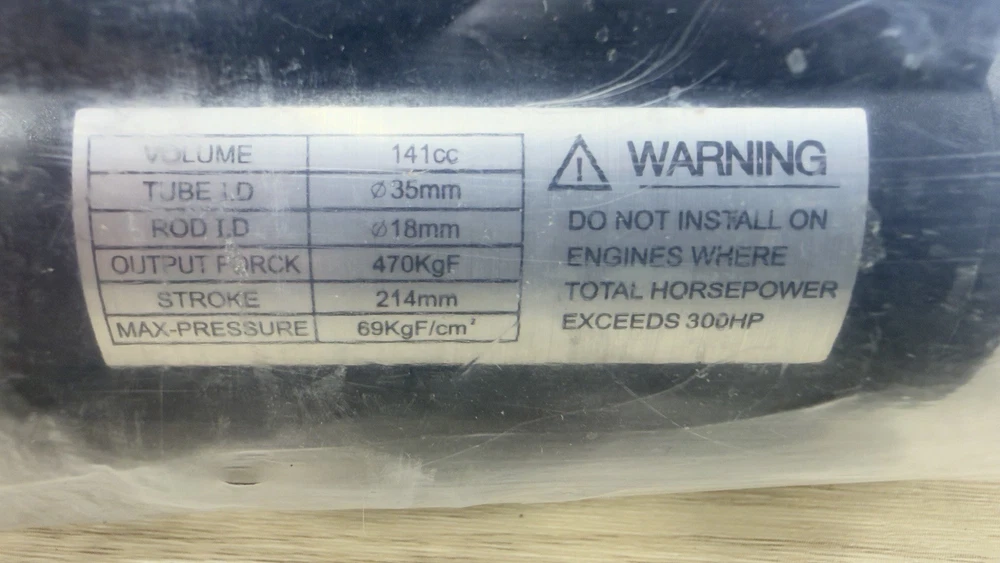 VOLUME 141cc
TUBE I.D Ø35mm
ROD I.D Ø18mm
OUTPUT FORCK 470KgF
STROKE 214mm
MAX-PRESSURE 69KgF/cm²
WARNING
DO NOT INSTALL ON
ENGINES WHERE
TOTAL HORSEPOWER
EXCEEDS 300HP